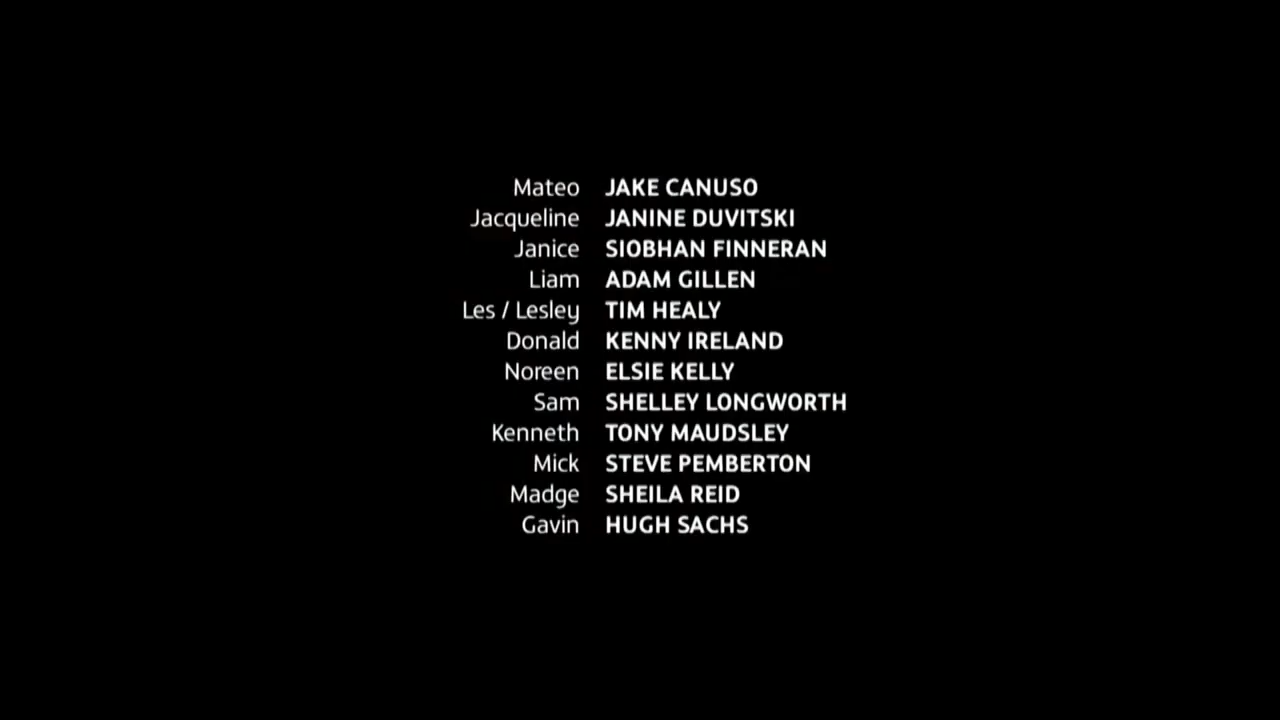 Mateo JAKE CANUSO
Jacqueline JANINE DUVITSKI
Janice SIOBHAN FINNERAN
Liam ADAM GILLEN
Les / Lesley TIM HEALY
Donald KENNY IRELAND
Noreen ELSIE KELLY
Sam SHELLEY LONGWORTH
Kenneth TONY MAUDSLEY
Mick STEVE PEMBERTON
Madge SHEILA REID
Gavin HUGH SACHS